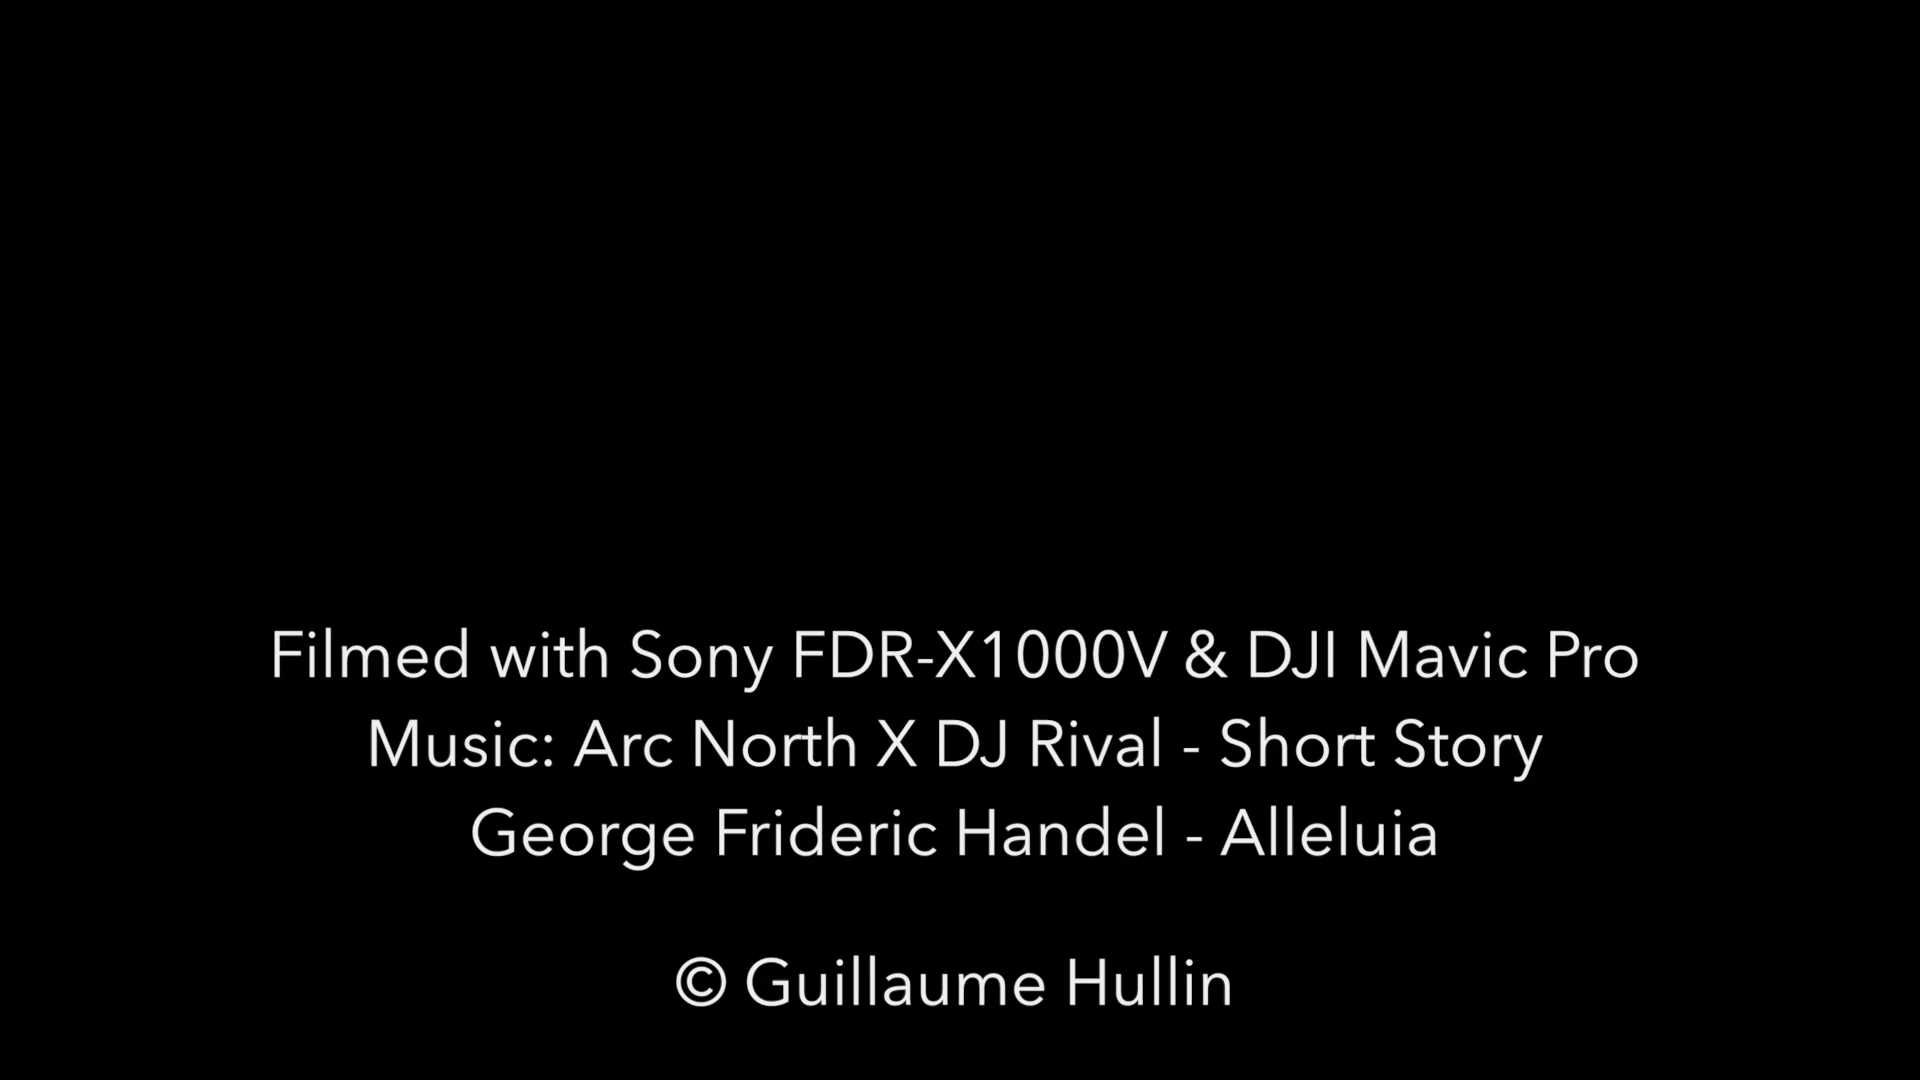 Filmed with Sony FDR-X1000V & DJI Mavic Pro
Music: Arc North X DJ Rival - Short Story
George Frideric Handel - Alleluia
© Guillaume Hullin